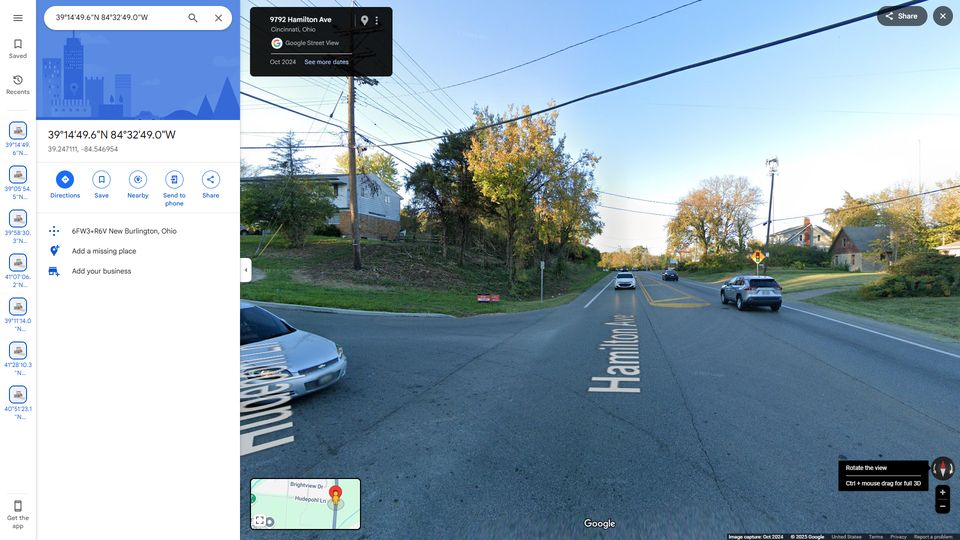 39°14'49.6"N 84°32'49.0"W
Saved
Recents
39°14'49.
6"N...
39°05'54.
5"N...
39°58'30.
3"N...
41°07'06.
2"N...
39°11'14.0
"N...
41°28'10.3
"N...
40°51'23.1
"N...
Get the
app
39°14'49.6"N 84°32'49.0"W
39.247111, -84.546954
Directions
Save
Nearby
Send to
phone
Share
6FW3+R6V New Burlington, Ohio
Add a missing place
Add your business
9792 Hamilton Ave
Cincinnati, Ohio
Google Street View
Oct 2024 See more dates
Share
Hamilton Ave
Brightview Dr
Hudepohl Ln
Rotate the view
Ctrl + mouse drag for full 3D
Google
Image capture: Oct 2024 © 2025 Google United States Terms Privacy Report a problem